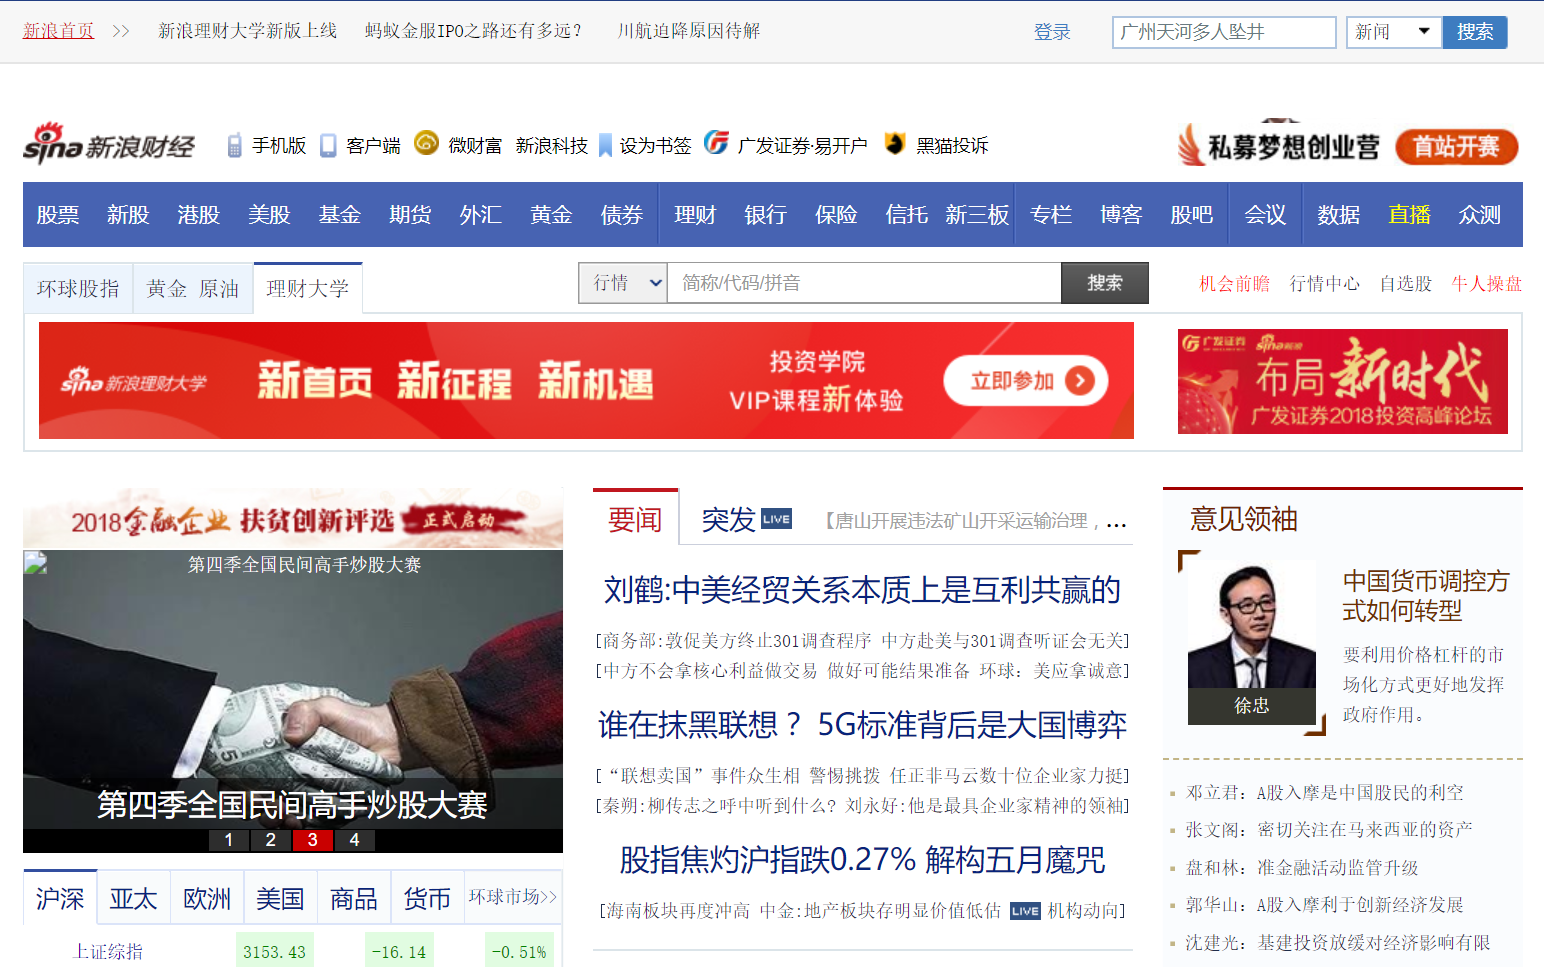 新浪首页 >> 新浪理财大学新版上线 蚂蚁金服IPO之路还有多远？ 川航迫降原因待解 登录 广州天河多人坠井 新闻 搜索
sina新浪财经 手机版 客户端 微财富 新浪科技 设为书签 广发证券·易开户 黑猫投诉 私募梦想创业营 首站开赛
股票 新股 港股 美股 基金 期货 外汇 黄金 债券 理财 银行 保险 信托 新三板 专栏 博客 股吧 会议 数据 直播 众测
环球股指 黄金 原油 理财大学 行情 简称/代码/拼音 搜索 机会前瞻 行情中心 自选股 牛人操盘
sina新浪理财大学 新首页 新征程 新机遇
投资学院
VIP课程新体验
立即参加
广发证券 sina新浪
布局新时代
广发证券2018投资高峰论坛
2018金融企业 扶贫创新评选 正式启动
第四季全国民间高手炒股大赛
第四季全国民间高手炒股大赛
1 2 3 4
沪深 亚太 欧洲 美国 商品 货币 环球市场>>
上证综指 3153.43 -16.14 -0.51%
要闻 突发 LIVE 【唐山开展违法矿山开采运输治理，...
刘鹤:中美经贸关系本质上是互利共赢的
[商务部:敦促美方终止301调查程序 中方赴美与301调查听证会无关]
[中方不会拿核心利益做交易 做好可能结果准备 环球：美应拿诚意]
谁在抹黑联想？ 5G标准背后是大国博弈
[“联想卖国”事件众生相 警惕挑拨 任正非马云数十位企业家力挺]
[秦朔:柳传志之呼中听到什么? 刘永好:他是最具企业家精神的领袖]
股指焦灼沪指跌0.27% 解构五月魔咒
[海南板块再度冲高 中金:地产板块存明显价值低估 LIVE 机构动向]
意见领袖
徐忠
中国货币调控方
式如何转型
要利用价格杠杆的市
场化方式更好地发挥
政府作用。
邓立君：A股入摩是中国股民的利空
张文阁：密切关注在马来西亚的资产
盘和林：准金融活动监管升级
郭华山：A股入摩利于创新经济发展
沈建光：基建投资放缓对经济影响有限